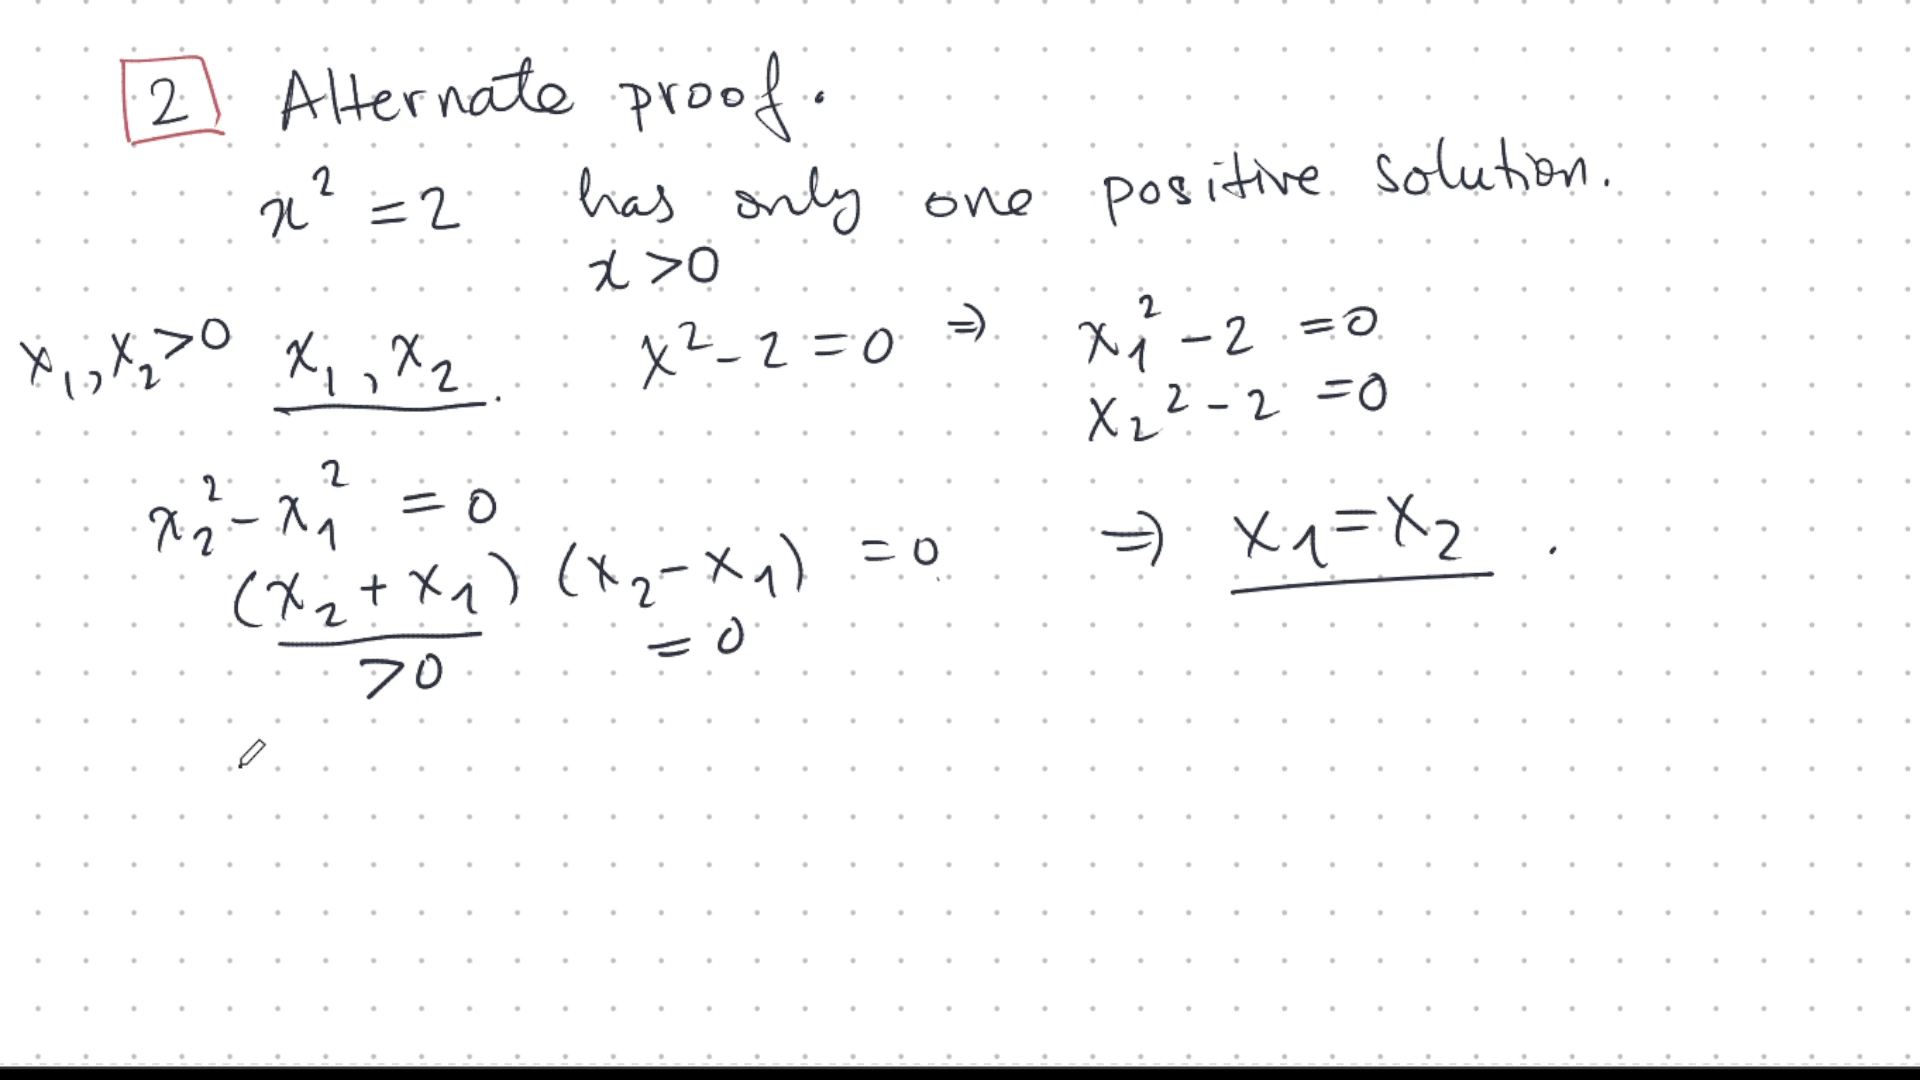 2 Alternate proof.
x² = 2 has only one positive solution.
x > 0
x₁, x₂ > 0 x₁, x₂. x² - 2 = 0 ⇒ x₁² - 2 = 0
x₂² - 2 = 0
x₂² - x₁² = 0
(x₂ + x₁) (x₂ - x₁) = 0 ⇒ x₁ = x₂.
> 0 = 0